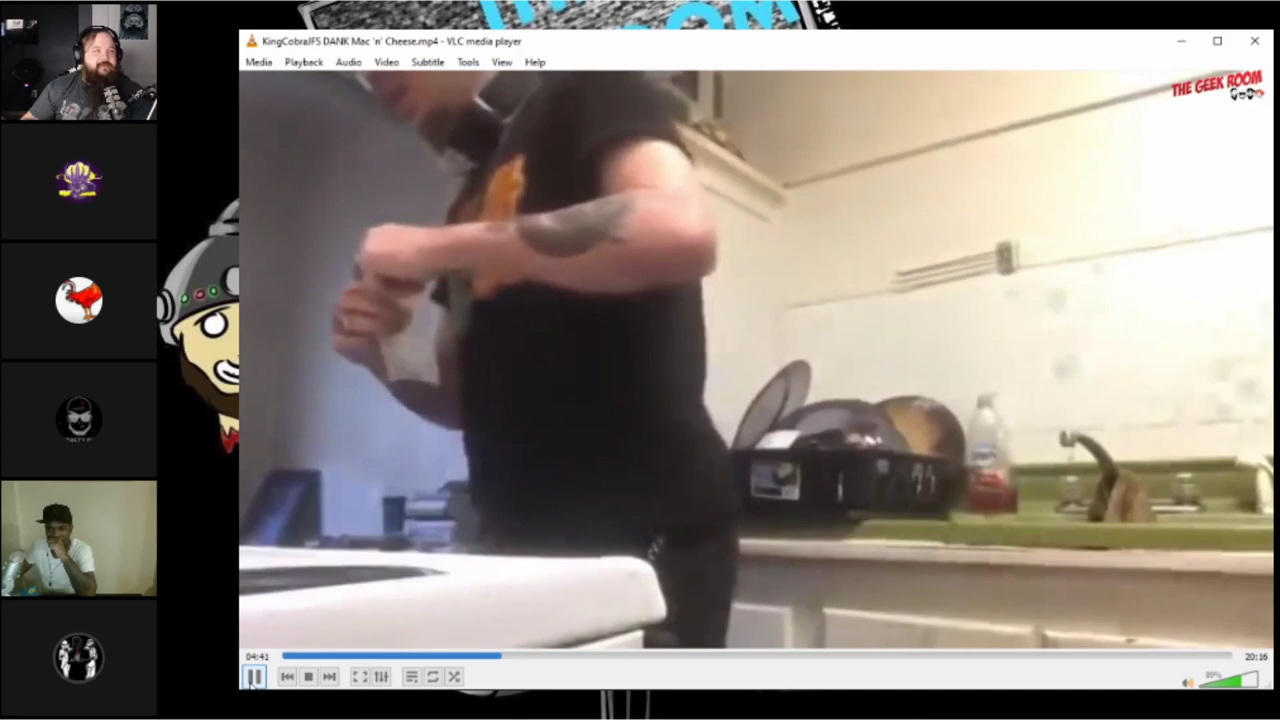 KingCobraJFS DANK Mac 'n' Cheese.mp4 - VLC media player
Media Playback Audio Video Subtitle Tools View Help
THE GEEK ROOM
04:41
20:16